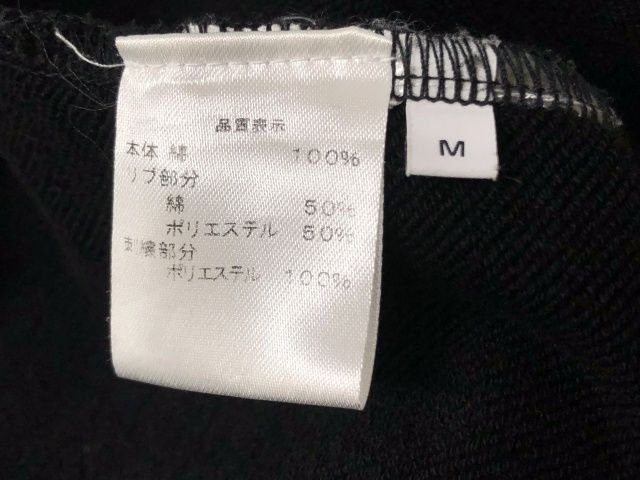 品質表示
本体 綿 100%
リブ部分
綿 50%
ポリエステル 50%
刺繍部分
ポリエステル 100%
M